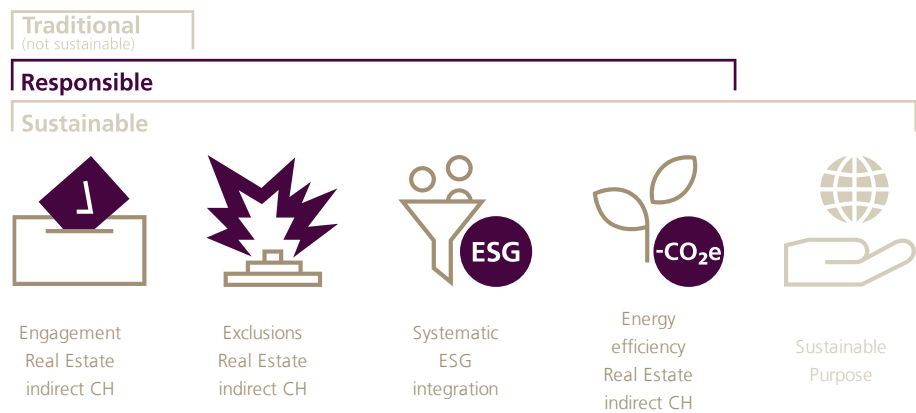 Traditional
(not sustainable)
Responsible
Sustainable
ESG
-CO₂e
Engagement
Real Estate
indirect CH
Exclusions
Real Estate
indirect CH
Systematic
ESG
integration
Energy
efficiency
Real Estate
indirect CH
Sustainable
Purpose